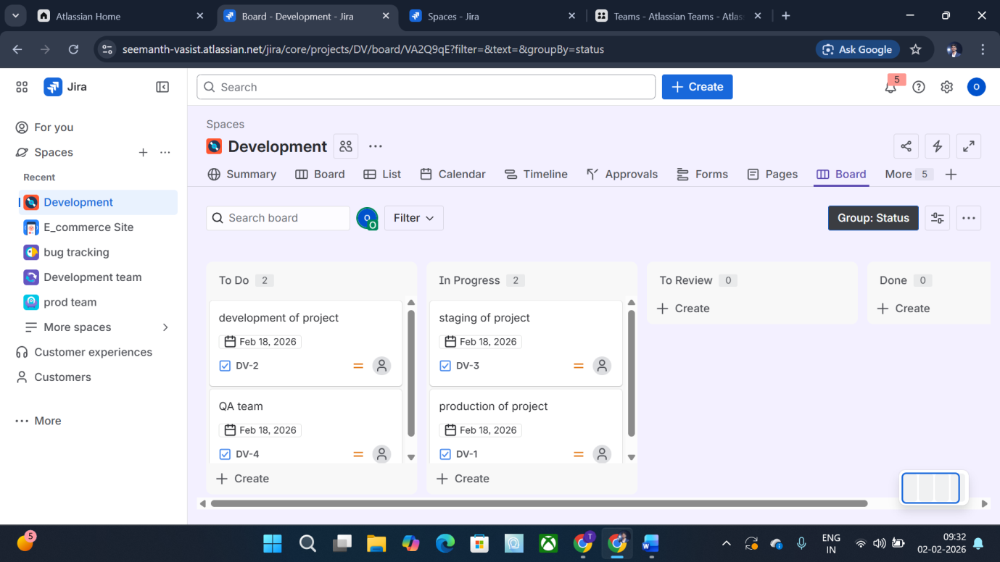 Atlassian Home
Board - Development - Jira
Spaces - Jira
Teams - Atlassian Teams - Atlas
seemanth-vasist.atlassian.net/jira/core/projects/DV/board/VA2Q9qE?filter=&text=&groupBy=status
Ask Google
Jira
Search
Create
5
O
For you
Spaces
Recent
Development
E_commerce Site
bug tracking
Development team
prod team
More spaces
Customer experiences
Customers
More
Spaces
Development
Summary
Board
List
Calendar
Timeline
Approvals
Forms
Pages
Board
More 5
Search board
O
O
Filter
Group: Status
To Do 2
development of project
Feb 18, 2026
DV-2
QA team
Feb 18, 2026
DV-4
Create
In Progress 2
staging of project
Feb 18, 2026
DV-3
production of project
Feb 18, 2026
DV-1
Create
To Review 0
Create
Done 0
Create
5
T
W
ENG
IN
09:32
02-02-2026